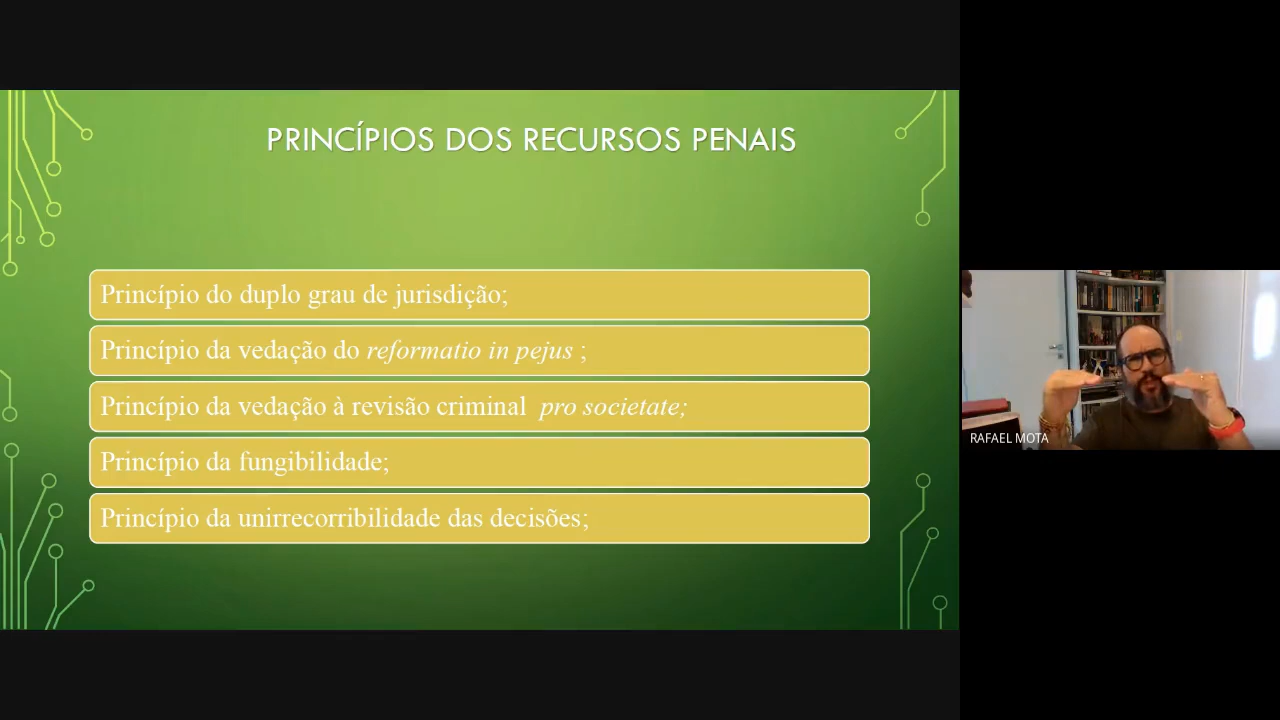 PRINCÍPIOS DOS RECURSOS PENAIS
Princípio do duplo grau de jurisdição;
Princípio da vedação do reformatio in pejus ;
Princípio da vedação à revisão criminal pro societate;
Princípio da fungibilidade;
Princípio da unirrecorribilidade das decisões;
RAFAEL MOTA